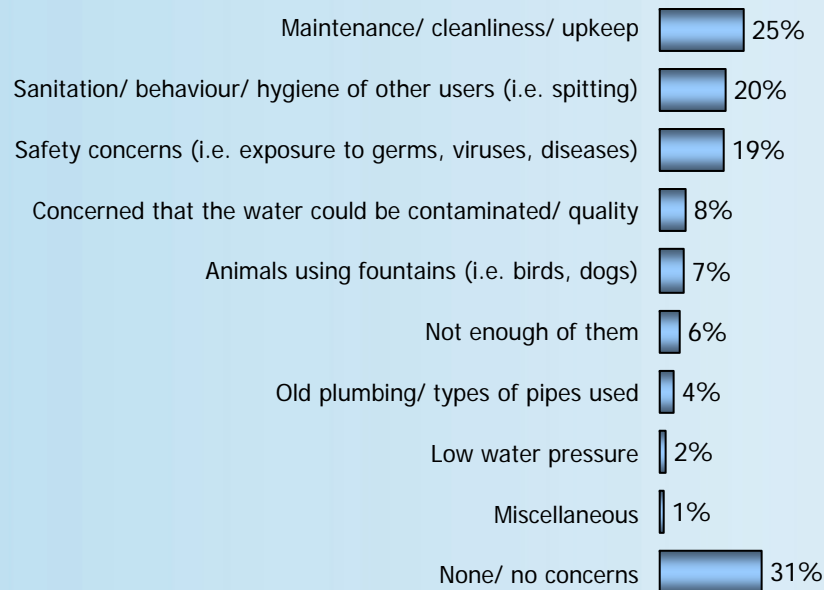 Maintenance/ cleanliness/ upkeep 25%
Sanitation/ behaviour/ hygiene of other users (i.e. spitting) 20%
Safety concerns (i.e. exposure to germs, viruses, diseases) 19%
Concerned that the water could be contaminated/ quality 8%
Animals using fountains (i.e. birds, dogs) 7%
Not enough of them 6%
Old plumbing/ types of pipes used 4%
Low water pressure 2%
Miscellaneous 1%
None/ no concerns 31%